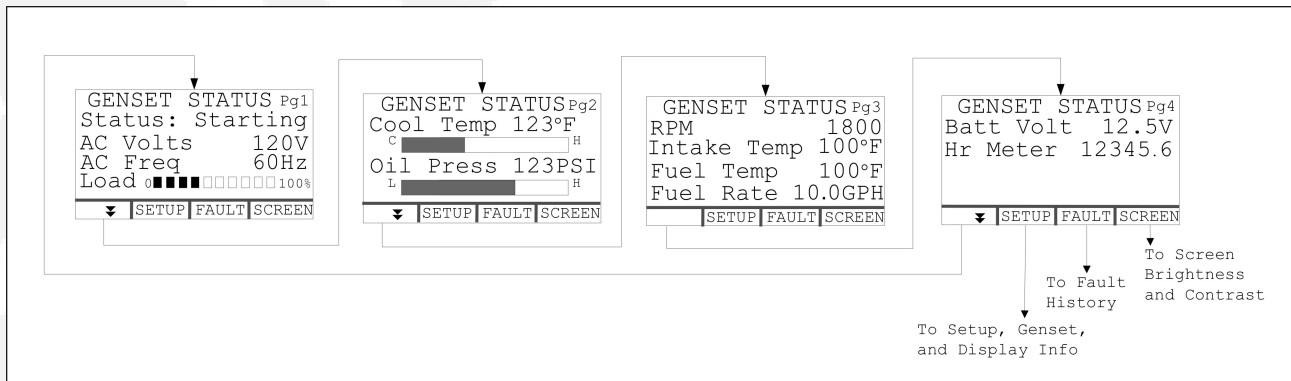 GENSET STATUS Pg1
Status: Starting
AC Volts 120V
AC Freq 60Hz
Load 0 100%
SETUP FAULT SCREEN
GENSET STATUS Pg2
Cool Temp 123°F
C H
Oil Press 123PSI
L H
SETUP FAULT SCREEN
GENSET STATUS Pg3
RPM 1800
Intake Temp 100°F
Fuel Temp 100°F
Fuel Rate 10.0GPH
SETUP FAULT SCREEN
GENSET STATUS Pg4
Batt Volt 12.5V
Hr Meter 12345.6
SETUP FAULT SCREEN
To Screen
Brightness
and Contrast
To Fault
History
To Setup, Genset,
and Display Info